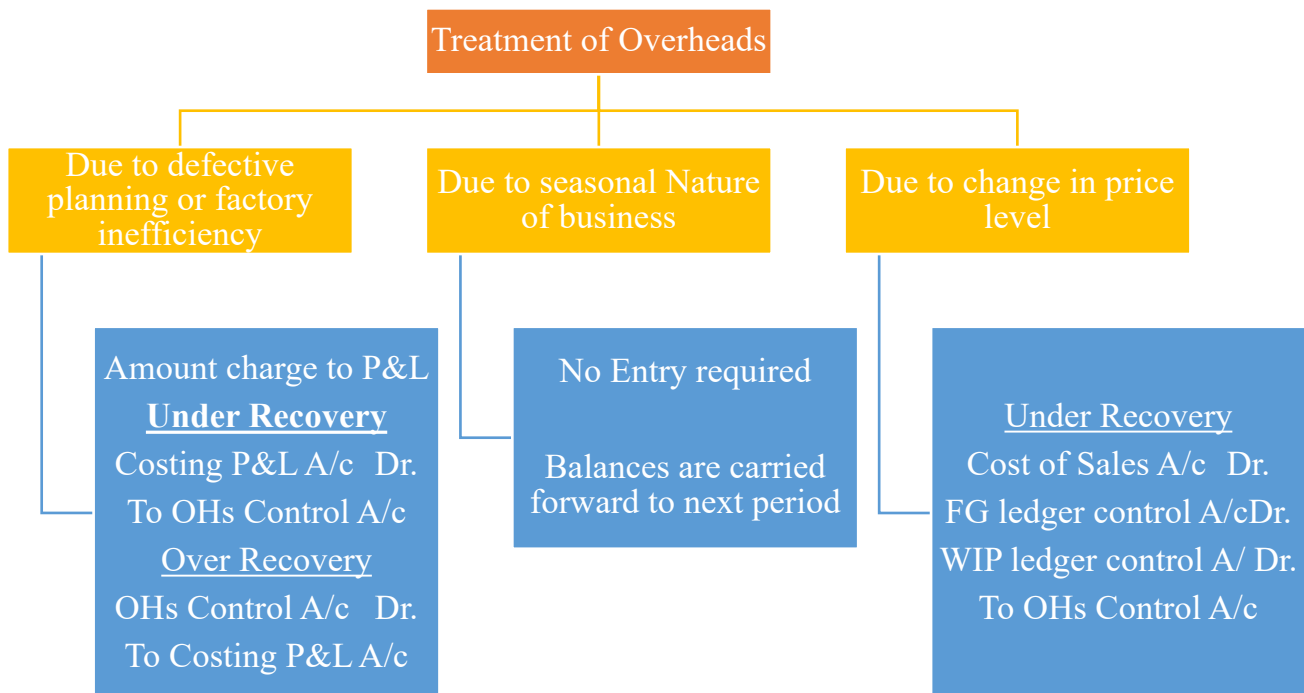 Treatment of Overheads
Due to defective
planning or factory
inefficiency
Due to seasonal Nature
of business
Due to change in price
level
Amount charge to P&L
Under Recovery
Costing P&L A/c Dr.
To OHs Control A/c
Over Recovery
OHs Control A/c Dr.
To Costing P&L A/c
No Entry required
Balances are carried
forward to next period
Under Recovery
Cost of Sales A/c Dr.
FG ledger control A/cDr.
WIP ledger control A/ Dr.
To OHs Control A/c